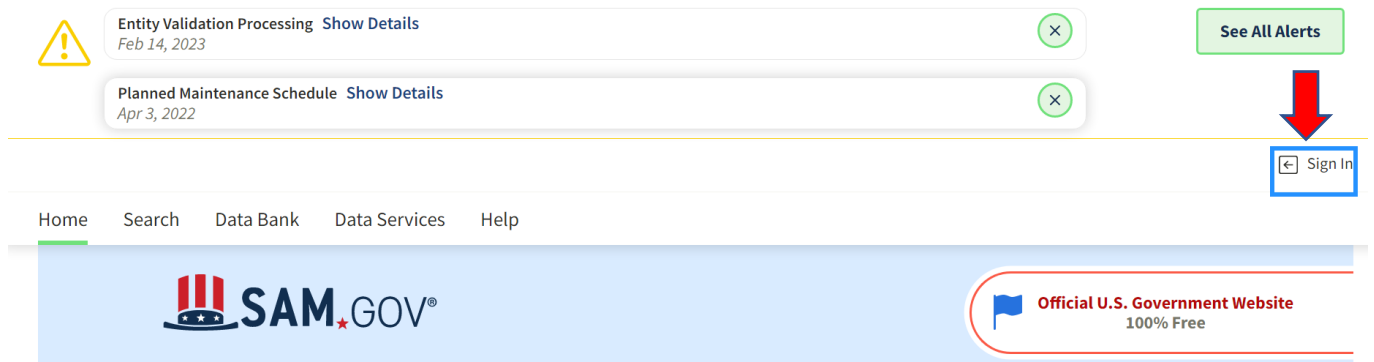 Entity Validation Processing Show Details
Feb 14, 2023
See All Alerts
Planned Maintenance Schedule Show Details
Apr 3, 2022
Sign In
Home Search Data Bank Data Services Help
SAM.GOV®
Official U.S. Government Website
100% Free